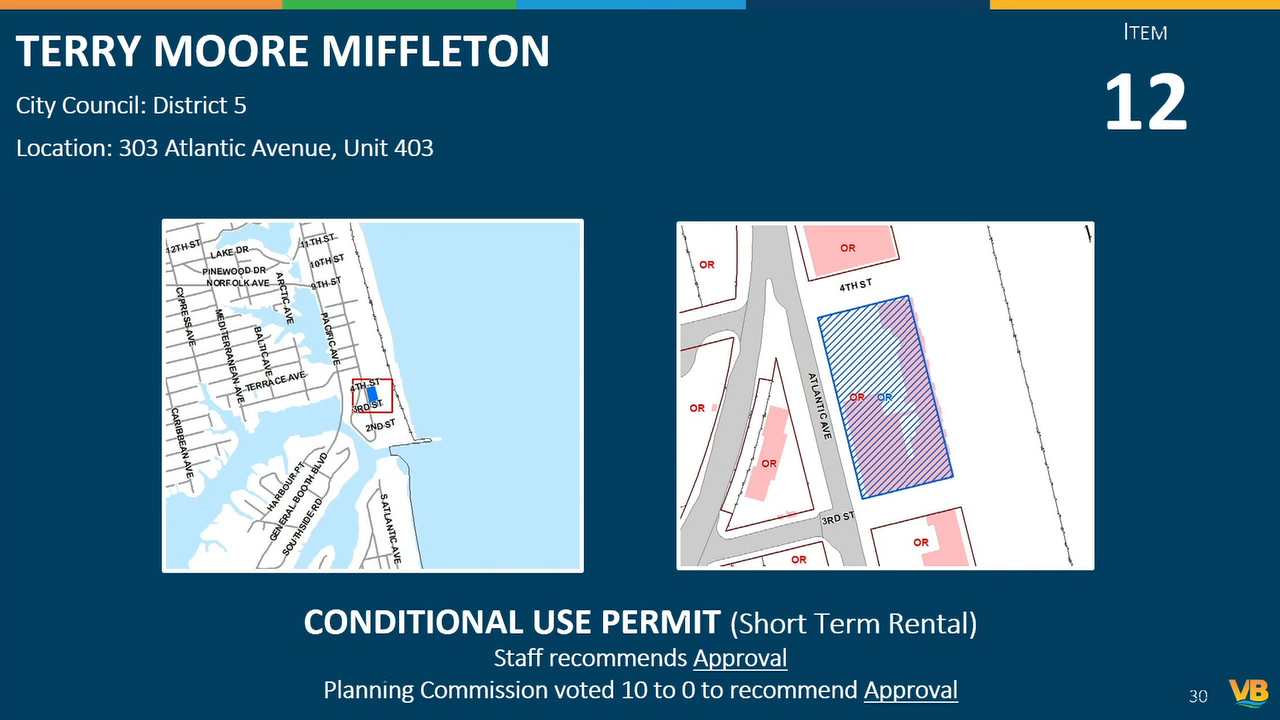 TERRY MOORE MIFFLETON
ITEM
12
City Council: District 5
Location: 303 Atlantic Avenue, Unit 403
12TH ST
LAKE DR
11TH ST
10TH ST
PINEWOOD DR
NORFOLK AVE
9TH ST
ARCTIC AVE
CYPRESS AVE
MEDITERRANEAN AVE
BALTIC AVE
PACIFIC AVE
TERRACE AVE
4TH ST
3RD ST
2ND ST
CARIBBEAN AVE
HARBOUR PT
GENERAL BOOTH BLVD
SOUTHSIDE RD
S ATLANTIC AVE
OR
OR
4TH ST
ATLANTIC AVE
OR
OR
OR
OR
3RD ST
OR
OR
CONDITIONAL USE PERMIT (Short Term Rental)
Staff recommends Approval
Planning Commission voted 10 to 0 to recommend Approval
30
VB